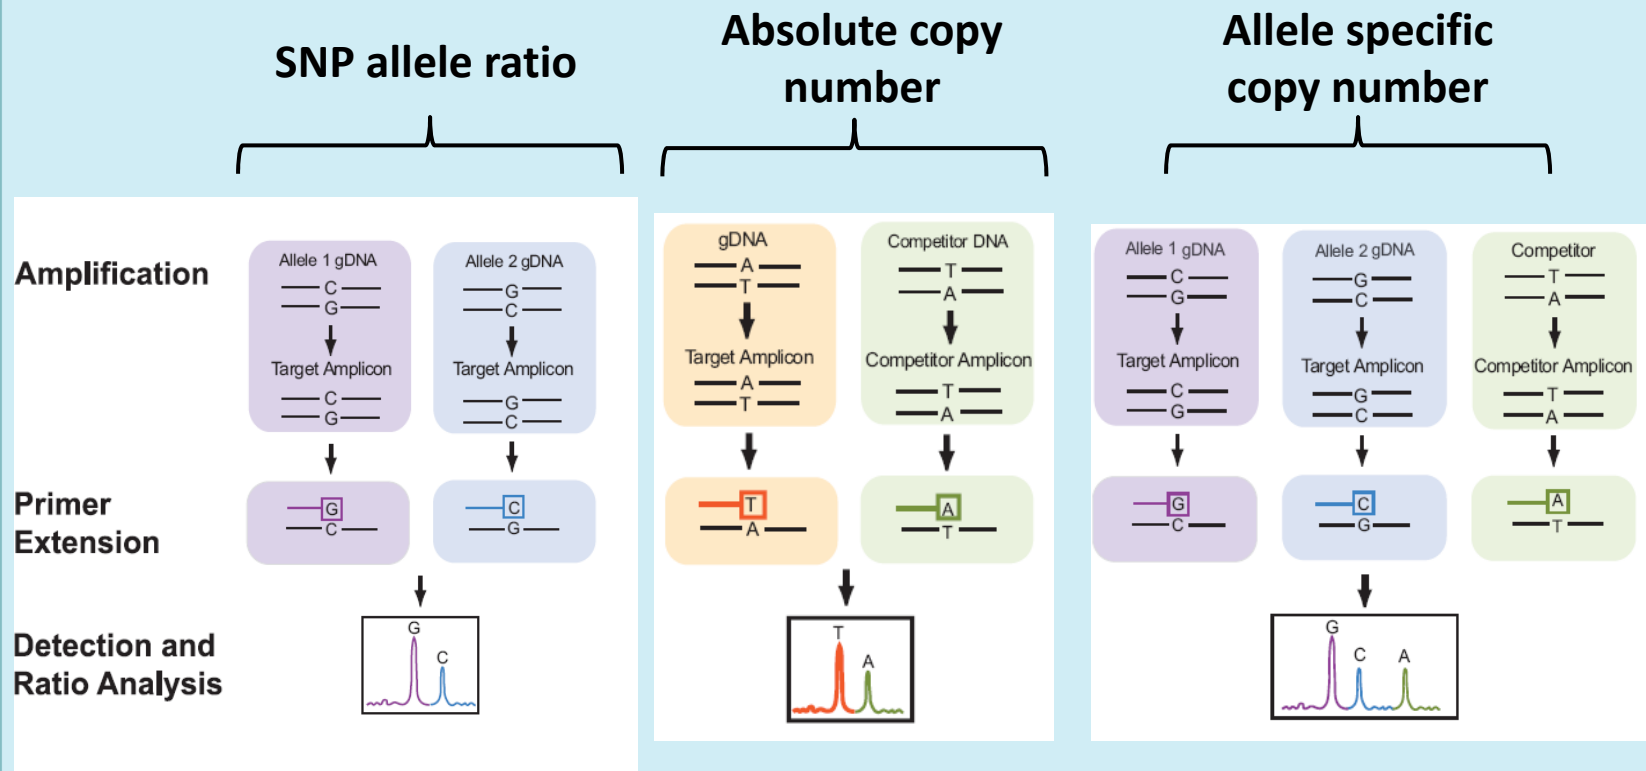 SNP allele ratio
Absolute copy
number
Allele specific
copy number
Amplification
Allele 1 gDNA
C
G
Target Amplicon
C
G
Allele 2 gDNA
G
C
Target Amplicon
G
C
gDNA
A
T
Target Amplicon
A
T
Competitor DNA
T
A
Competitor Amplicon
T
A
Allele 1 gDNA
C
G
Target Amplicon
C
G
Allele 2 gDNA
G
C
Target Amplicon
G
C
Competitor
T
A
Competitor Amplicon
T
A
Primer
Extension
G
C
C
G
T
A
A
T
G
C
C
G
A
T
Detection and
Ratio Analysis
G
C
T
A
G
C
A